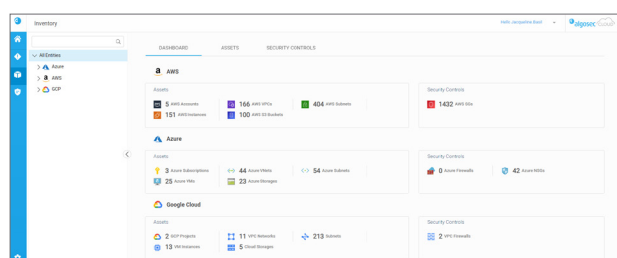 Inventory
Hello, Jacqueline Basil
algosec cloud
All Entries
Azure
AWS
GCP
DASHBOARD ASSETS SECURITY CONTROLS
AWS
Assets
5 AWS Accounts 166 AWS VPCs 404 AWS Subnets
151 AWS Instances 100 AWS S3 Buckets
Security Controls
1432 AWS SGs
Azure
Assets
3 Azure Subscriptions 44 Azure VNets 54 Azure Subnets
25 Azure VMs 23 Azure Storages
Security Controls
0 Azure Firewalls 42 Azure NSGs
Google Cloud
Assets
2 GCP Projects 11 VPC Networks 213 Subnets
13 VM Instances 5 Cloud Storages
Security Controls
2 VPC Firewalls